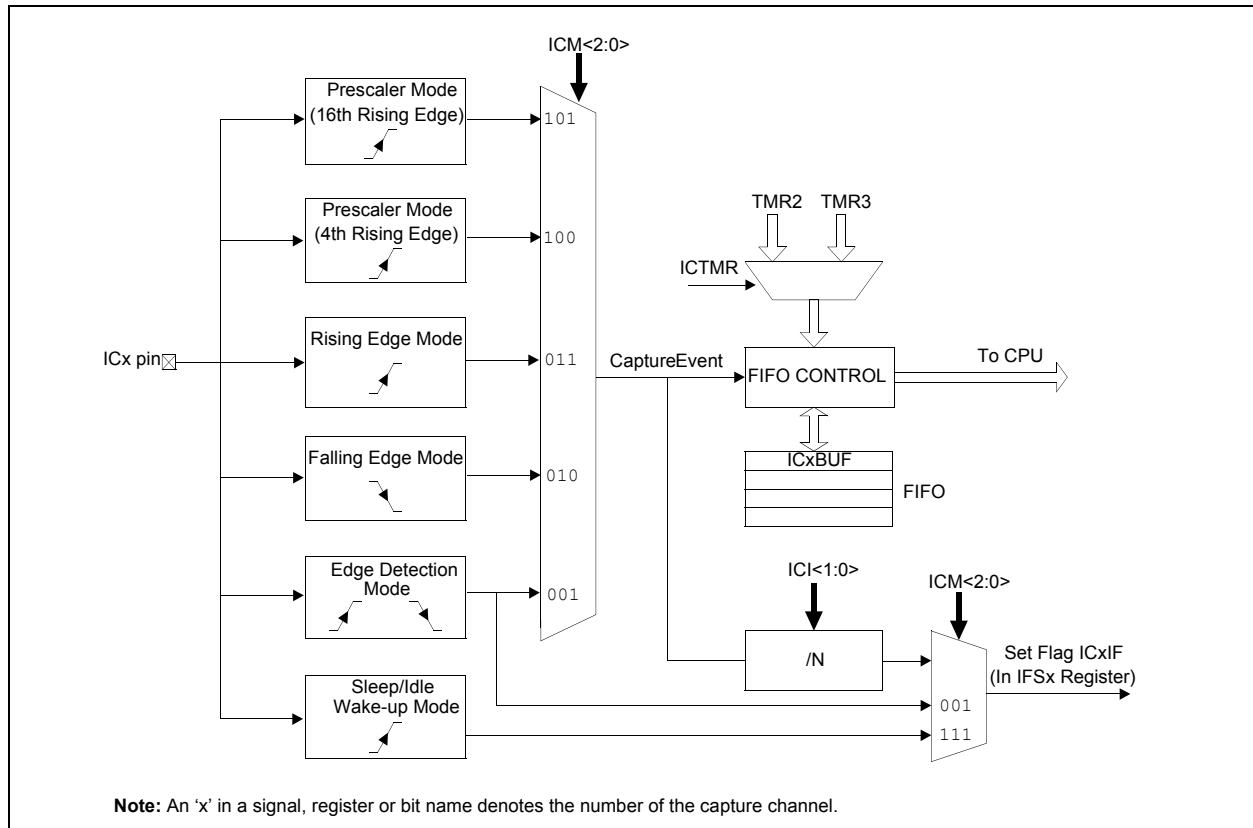 ICM<2:0>
Prescaler Mode
(16th Rising Edge)
101
Prescaler Mode
(4th Rising Edge)
100
TMR2
TMR3
ICTMR
ICx pin
Rising Edge Mode
011
CaptureEvent
FIFO CONTROL
To CPU
Falling Edge Mode
010
ICxBUF
FIFO
Edge Detection
Mode
001
ICI<1:0>
ICM<2:0>
/N
Set Flag ICxIF
(In IFSx Register)
001
111
Sleep/Idle
Wake-up Mode
Note: An ‘x’ in a signal, register or bit name denotes the number of the capture channel.